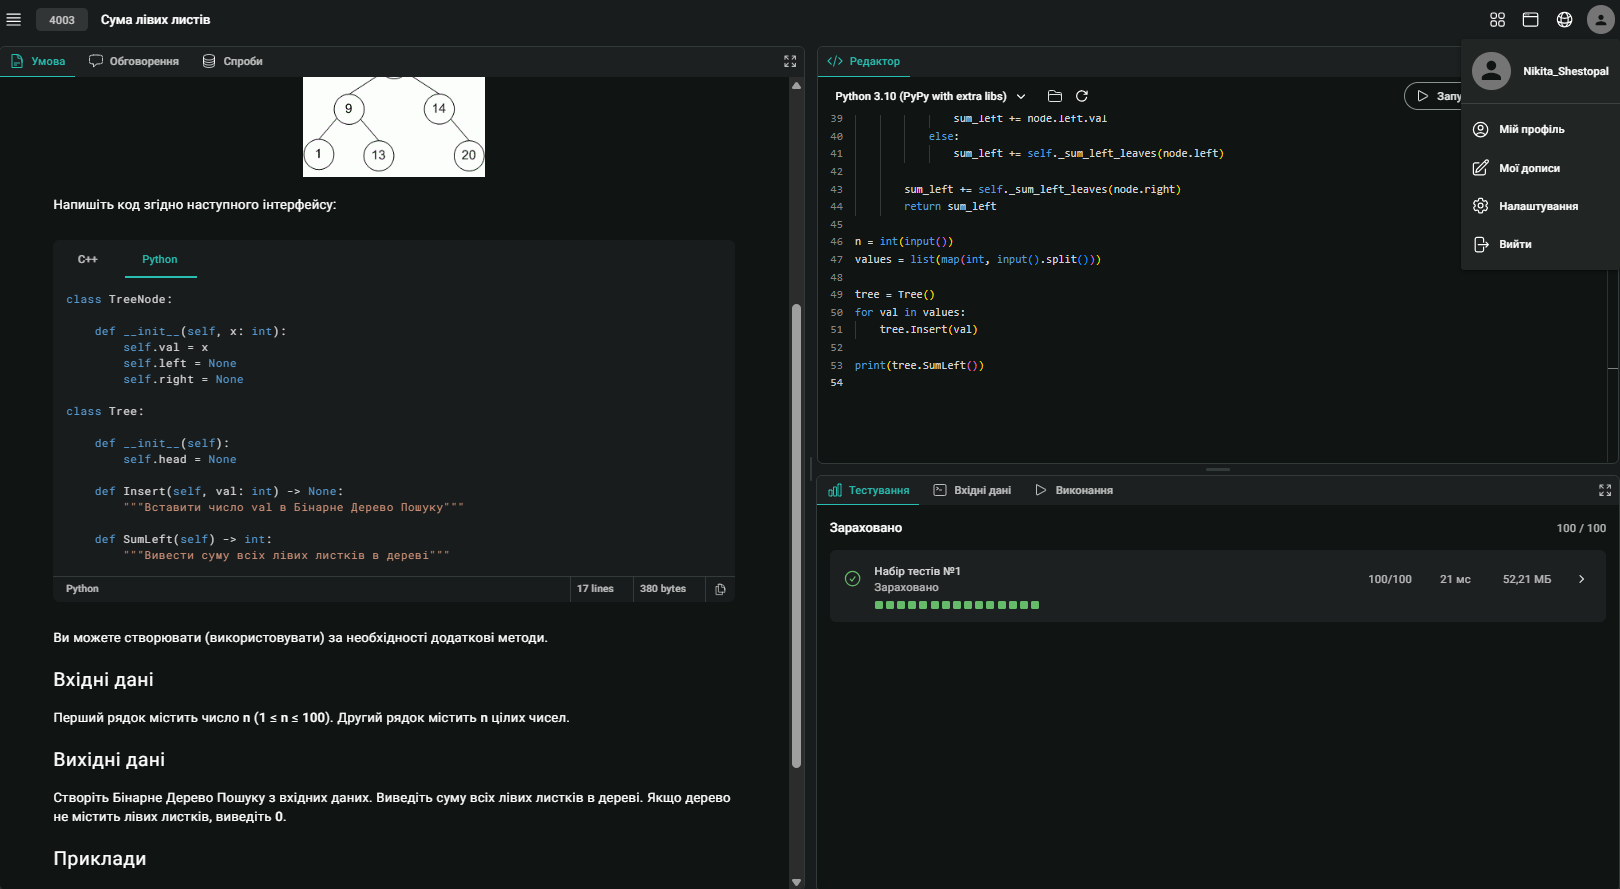 4003
Сума лівих листів
Умова
Обговорення
Спроби
9
14
1
13
20
Напишіть код згідно наступного інтерфейсу:
C++
Python
class TreeNode:
def __init__(self, x: int):
self.val = x
self.left = None
self.right = None
class Tree:
def __init__(self):
self.head = None
def Insert(self, val: int) -> None:
"""Вставити число val в Бінарне Дерево Пошуку"""
def SumLeft(self) -> int:
"""Вивести суму всіх лівих листків в дереві"""
Python
17 lines
380 bytes
Ви можете створювати (використовувати) за необхідності додаткові методи.
Вхідні дані
Перший рядок містить число n (1 ≤ n ≤ 100). Другий рядок містить n цілих чисел.
Вихідні дані
Створіть Бінарне Дерево Пошуку з вхідних даних. Виведіть суму всіх лівих листків в дереві. Якщо дерево
не містить лівих листків, виведіть 0.
Приклади
</> Редактор
Python 3.10 (PyPy with extra libs)
Запу
39 sum_left += node.left.val
40 else:
41 sum_left += self._sum_left_leaves(node.left)
42
43 sum_left += self._sum_left_leaves(node.right)
44 return sum_left
45
46 n = int(input())
47 values = list(map(int, input().split()))
48
49 tree = Tree()
50 for val in values:
51 tree.Insert(val)
52
53 print(tree.SumLeft())
54
Nikita_Shestopal
Мій профіль
Мої дописи
Налаштування
Вийти
Тестування
Вхідні дані
Виконання
Зараховано
100 / 100
Набір тестів №1
Зараховано
100/100
21 мс
52,21 МБ